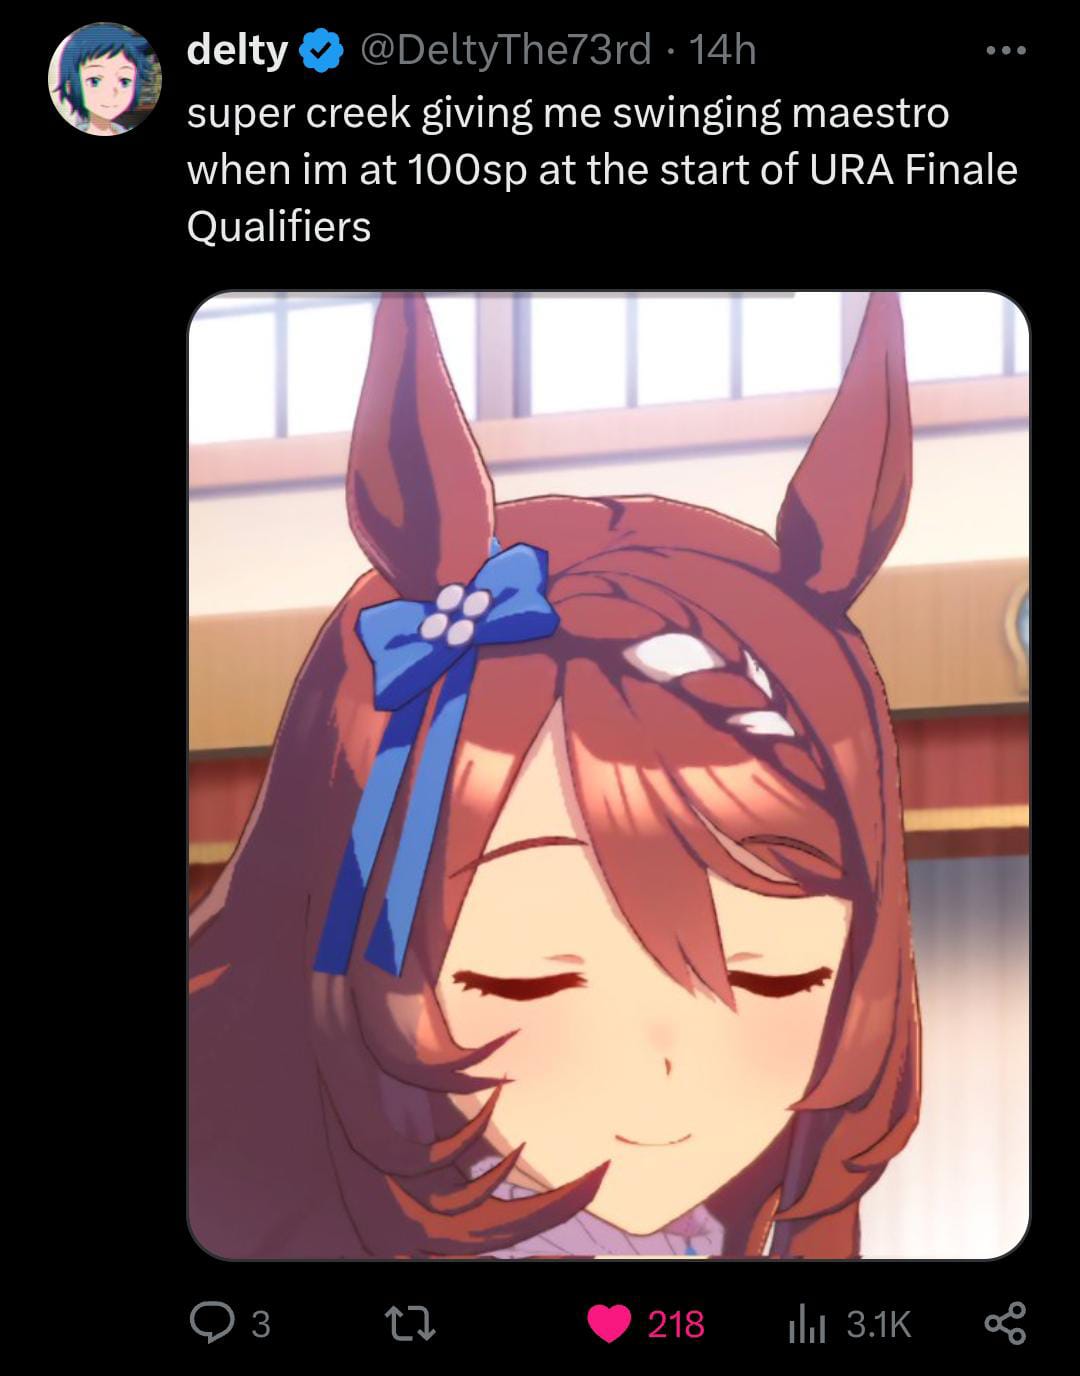 delty @DeltyThe73rd · 14h
super creek giving me swinging maestro
when im at 100sp at the start of URA Finale
Qualifiers
3 218 3.1K